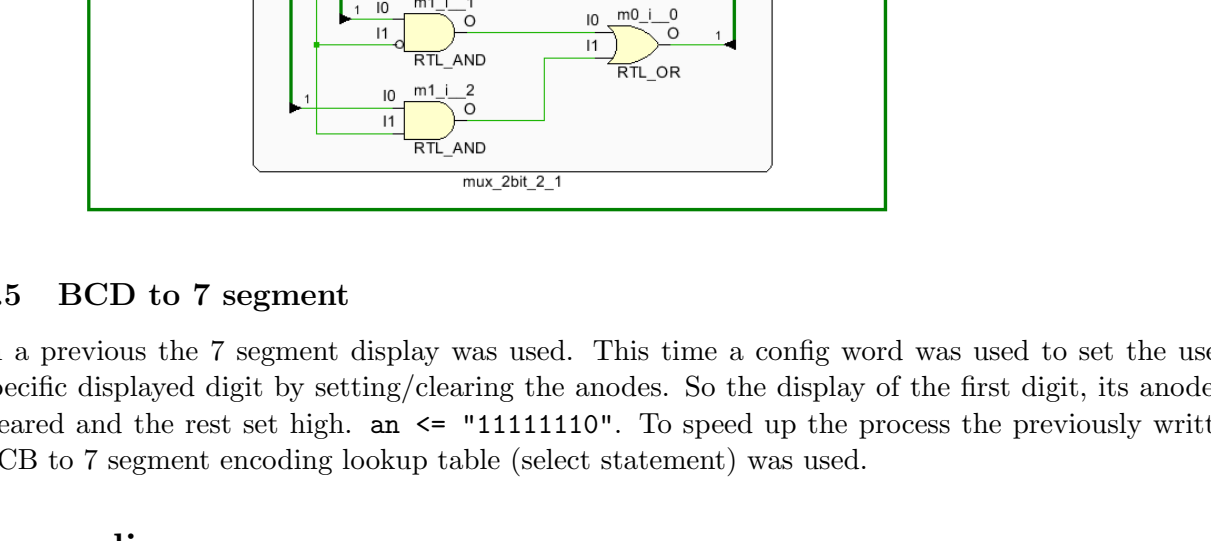 1 I0 m1_i__1 O I0 m0_i__0 O 1
I1 I1
RTL_AND RTL_OR
1 I0 m1_i__2 O
I1
RTL_AND
mux_2bit_2_1
.5 BCD to 7 segment
a previous the 7 segment display was used. This time a config word was used to set the use
pecific displayed digit by setting/clearing the anodes. So the display of the first digit, its anode
eared and the rest set high. an <= "11111110". To speed up the process the previously writt
CB to 7 segment encoding lookup table (select statement) was used.